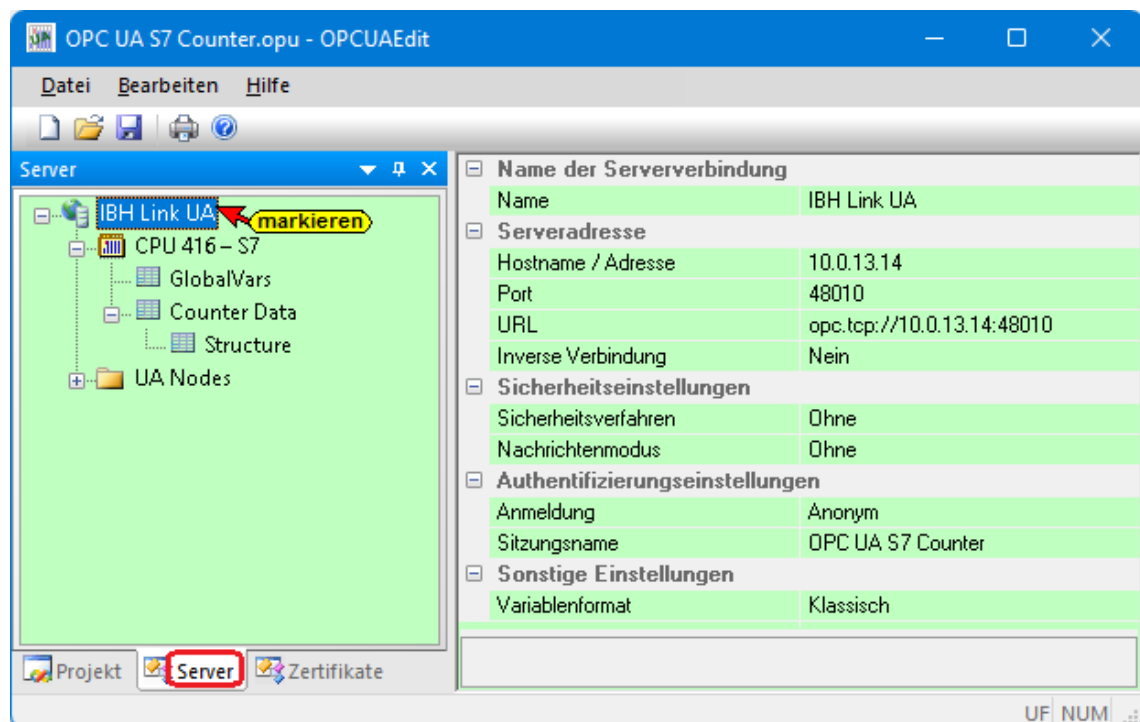 OPC UA S7 Counter.opu - OPCUAEdit
Datei Bearbeiten Hilfe
Server
IBH Link UA
markieren
CPU 416 – S7
GlobalVars
Counter Data
Structure
UA Nodes
Projekt Server Zertifikate
Name der Serververbindung
Name IBH Link UA
Serveradresse
Hostname / Adresse 10.0.13.14
Port 48010
URL opc.tcp://10.0.13.14:48010
Inverse Verbindung Nein
Sicherheitseinstellungen
Sicherheitsverfahren Ohne
Nachrichtenmodus Ohne
Authentifizierungseinstellungen
Anmeldung Anonym
Sitzungsname OPC UA S7 Counter
Sonstige Einstellungen
Variablenformat Klassisch
UF NUM